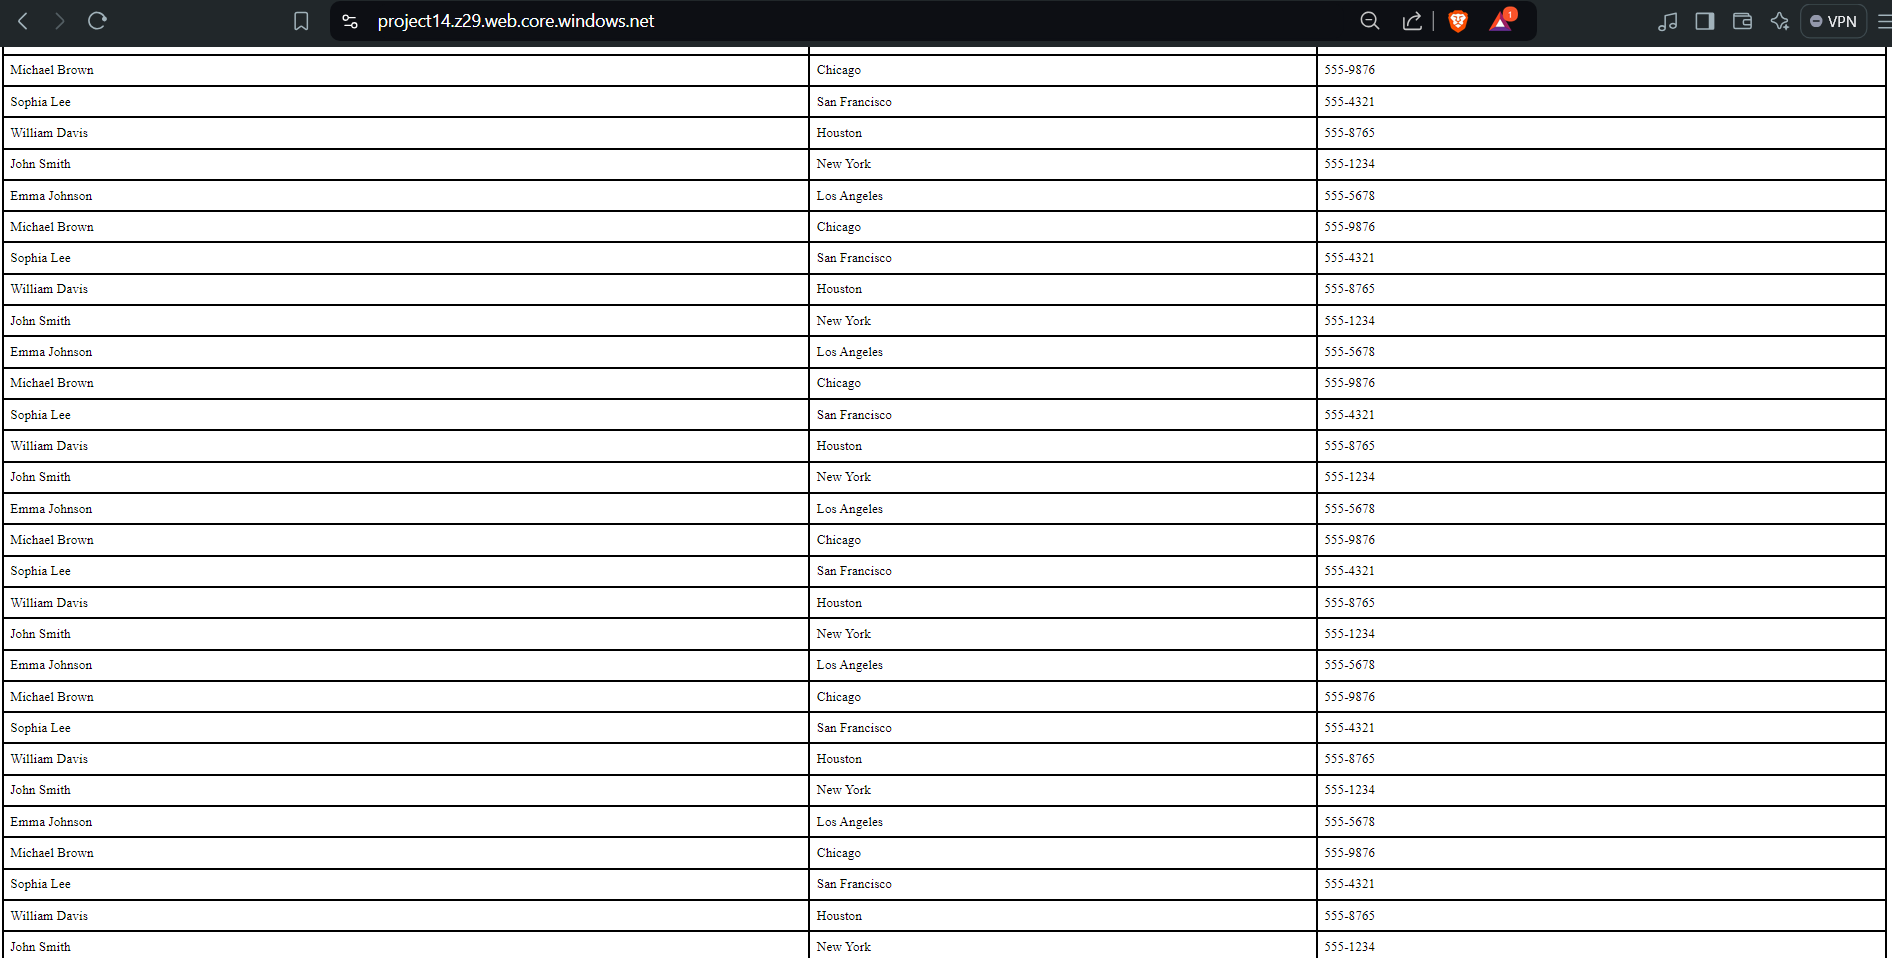 project14.z29.web.core.windows.net 1 VPN
Michael Brown Chicago 555-9876
Sophia Lee San Francisco 555-4321
William Davis Houston 555-8765
John Smith New York 555-1234
Emma Johnson Los Angeles 555-5678
Michael Brown Chicago 555-9876
Sophia Lee San Francisco 555-4321
William Davis Houston 555-8765
John Smith New York 555-1234
Emma Johnson Los Angeles 555-5678
Michael Brown Chicago 555-9876
Sophia Lee San Francisco 555-4321
William Davis Houston 555-8765
John Smith New York 555-1234
Emma Johnson Los Angeles 555-5678
Michael Brown Chicago 555-9876
Sophia Lee San Francisco 555-4321
William Davis Houston 555-8765
John Smith New York 555-1234
Emma Johnson Los Angeles 555-5678
Michael Brown Chicago 555-9876
Sophia Lee San Francisco 555-4321
William Davis Houston 555-8765
John Smith New York 555-1234
Emma Johnson Los Angeles 555-5678
Michael Brown Chicago 555-9876
Sophia Lee San Francisco 555-4321
William Davis Houston 555-8765
John Smith New York 555-1234